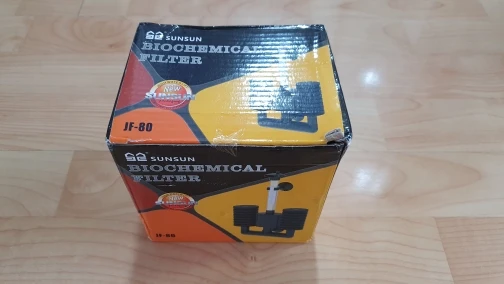 SUNSUN
BIOCHEMICAL
FILTER
JF-80
SUNSUN
BIOCHEMICAL
FILTER
JF-80